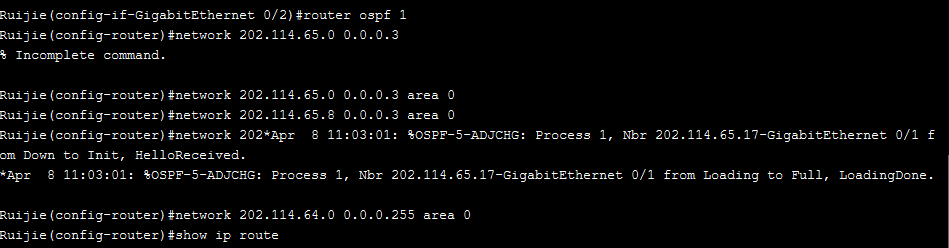 Ruijie(config-if-GigabitEthernet 0/2)#router ospf 1
Ruijie(config-router)#network 202.114.65.0 0.0.0.3
% Incomplete command.
Ruijie(config-router)#network 202.114.65.0 0.0.0.3 area 0
Ruijie(config-router)#network 202.114.65.8 0.0.0.3 area 0
Ruijie(config-router)#network 202*Apr  8 11:03:01: %OSPF-5-ADJCHG: Process 1, Nbr 202.114.65.17-GigabitEthernet 0/1 f
om Down to Init, HelloReceived.
*Apr  8 11:03:01: %OSPF-5-ADJCHG: Process 1, Nbr 202.114.65.17-GigabitEthernet 0/1 from Loading to Full, LoadingDone.
Ruijie(config-router)#network 202.114.64.0 0.0.0.255 area 0
Ruijie(config-router)#show ip route